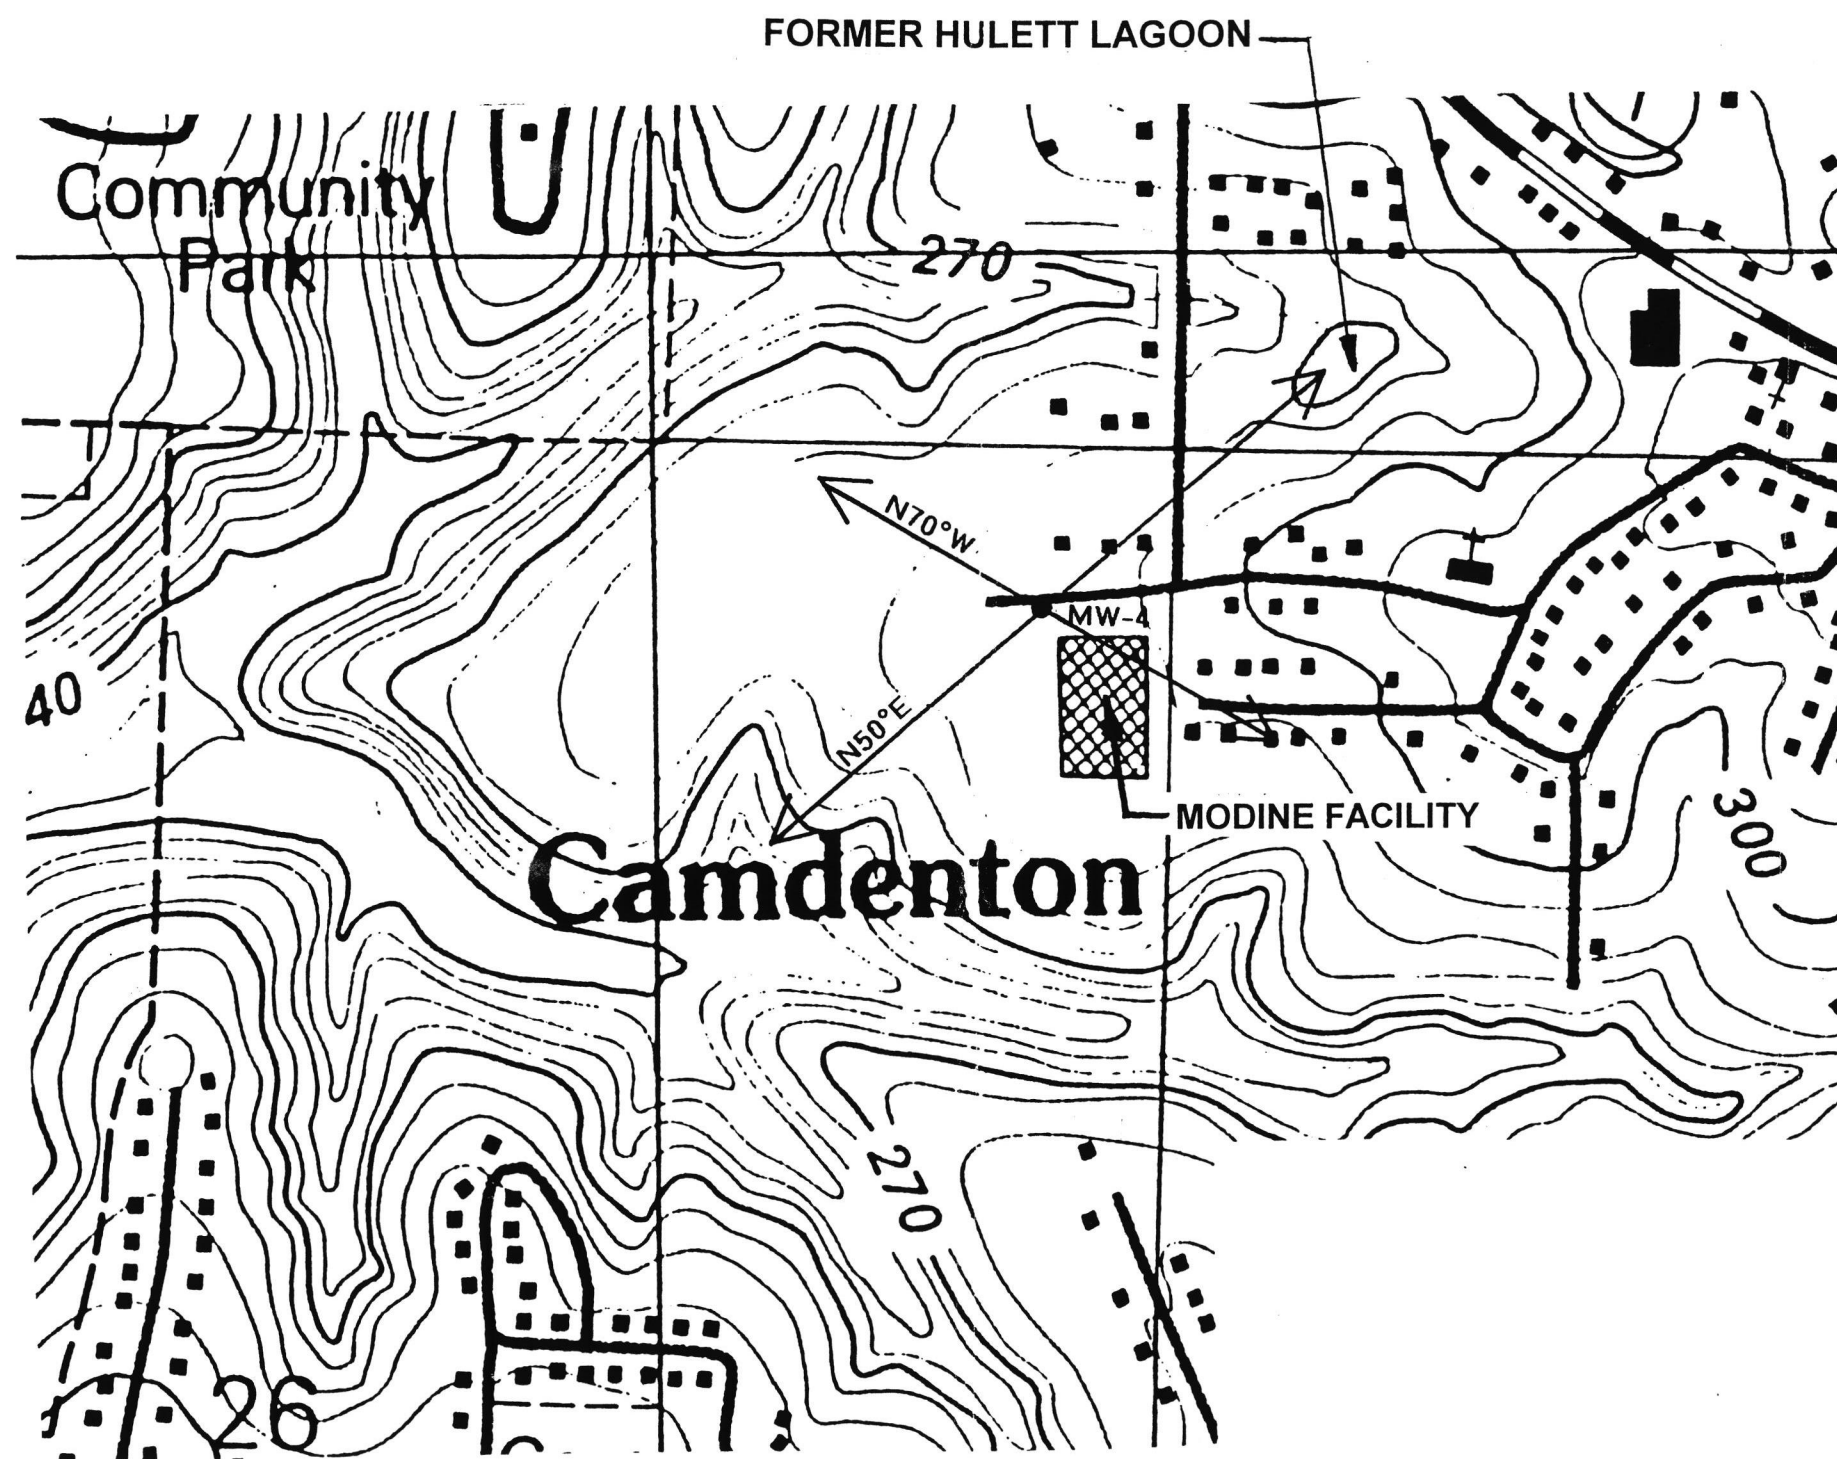 FORMER HULETT LAGOON
Community
Park
270
N70°W
MW-4
40
N50°E
MODINE FACILITY
300
Camdenton
270
26